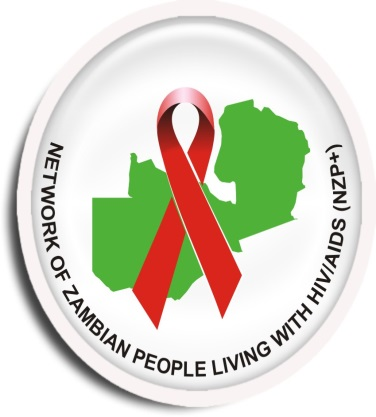 NETWORK OF ZAMBIAN PEOPLE LIVING WITH HIV/AIDS (NZP+)